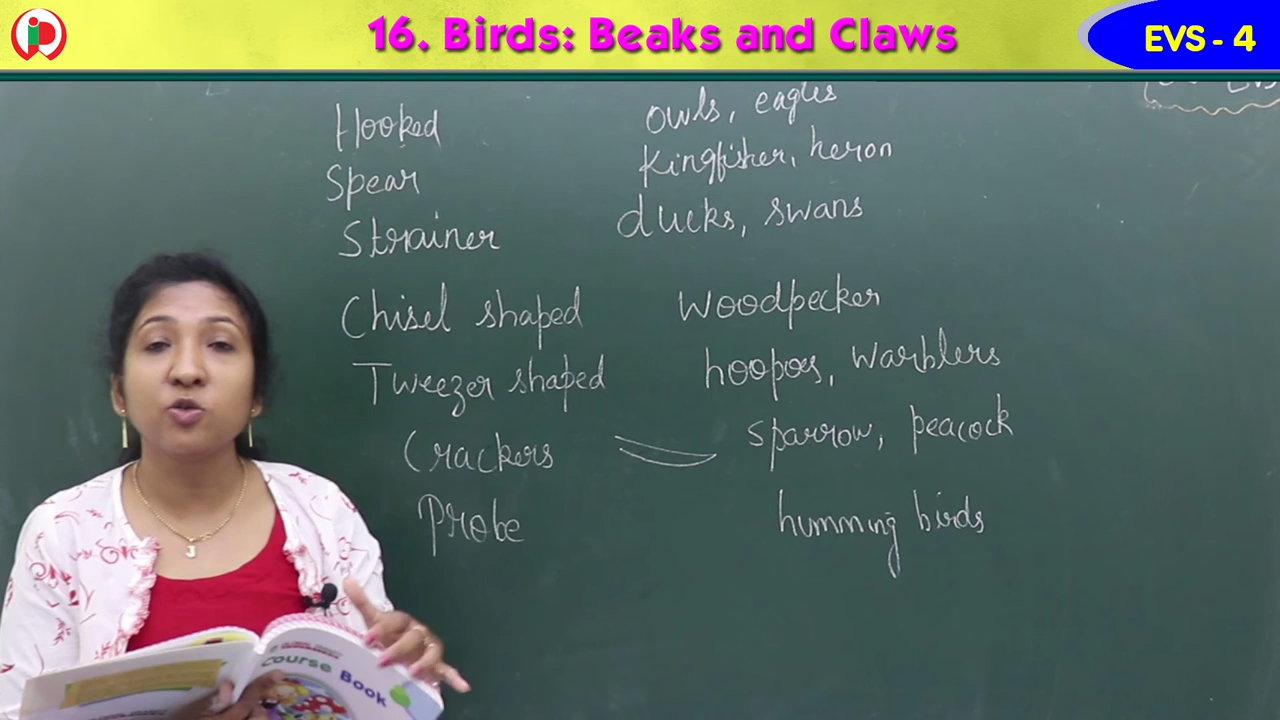 16. Birds: Beaks and Claws
EVS - 4
Hooked owls, eagles
Spear Kingfisher, heron
Strainer ducks, swans
Chisel shaped Woodpecker
Tweezer shaped hoopoes, warblers
Crackers sparrow, peacock
Probe humming birds
Course Book